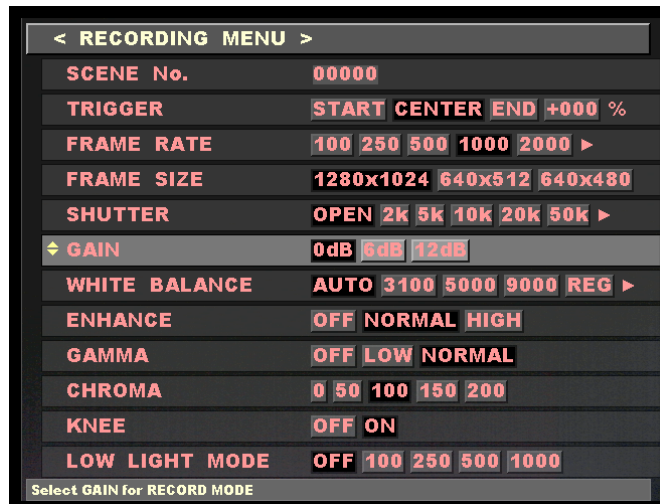 < RECORDING MENU >
SCENE No. 00000
TRIGGER START CENTER END +000 %
FRAME RATE 100 250 500 1000 2000 ►
FRAME SIZE 1280x1024 640x512 640x480
SHUTTER OPEN 2k 5k 10k 20k 50k ►
GAIN 0dB 6dB 12dB
WHITE BALANCE AUTO 3100 5000 9000 REG ►
ENHANCE OFF NORMAL HIGH
GAMMA OFF LOW NORMAL
CHROMA 0 50 100 150 200
KNEE OFF ON
LOW LIGHT MODE OFF 100 250 500 1000
Select GAIN for RECORD MODE